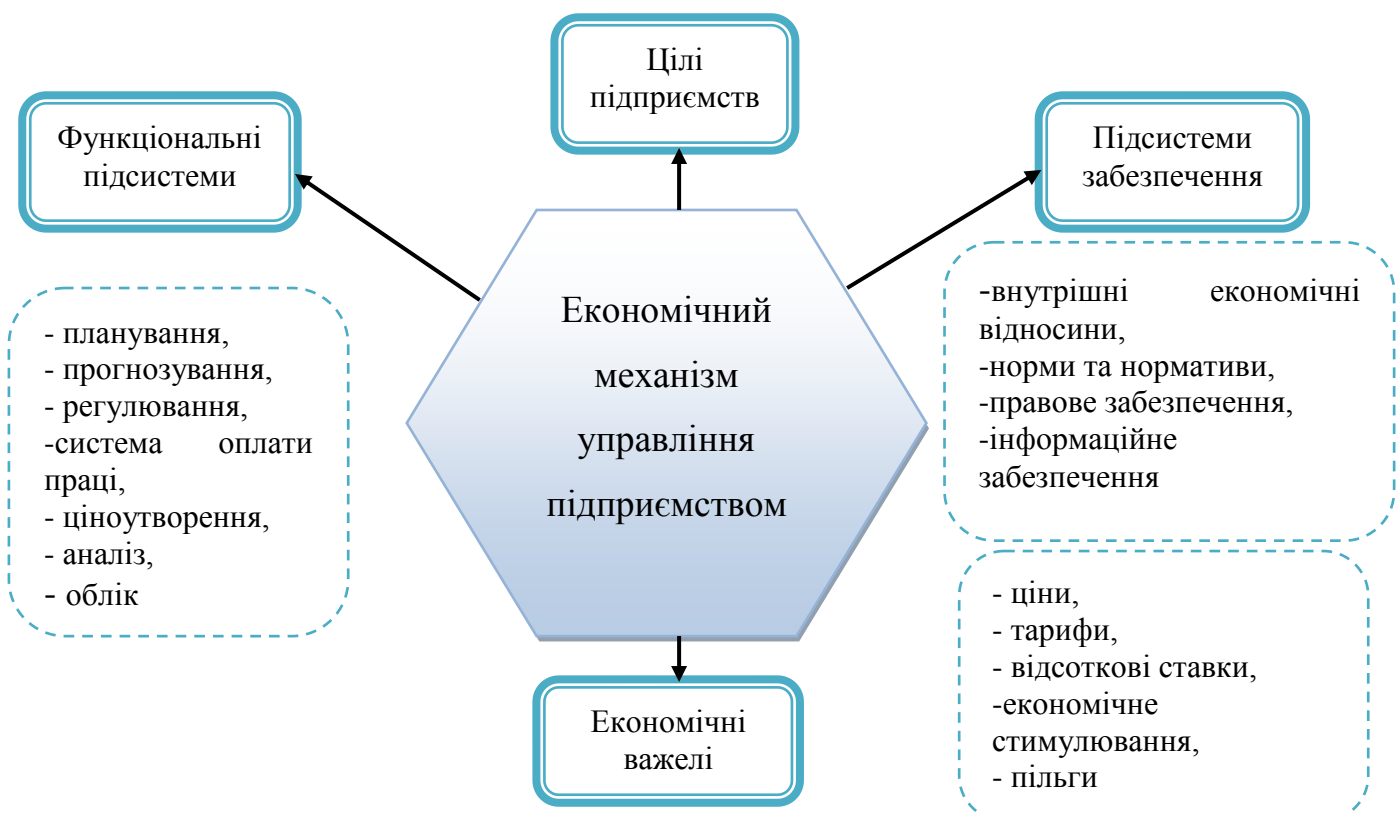 Цілі
підприємств
Функціональні
підсистеми
Підсистеми
забезпечення
Економічний
механізм
управління
підприємством
- планування,
- прогнозування,
- регулювання,
-система оплати
праці,
- ціноутворення,
- аналіз,
- облік
-внутрішні економічні
відносини,
-норми та нормативи,
-правове забезпечення,
-інформаційне
забезпечення
Економічні
важелі
- ціни,
- тарифи,
- відсоткові ставки,
-економічне
стимулювання,
- пільги